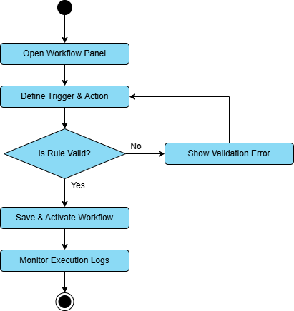 Open Workflow Panel
Define Trigger & Action
Is Rule Valid?
No
Show Validation Error
Yes
Save & Activate Workflow
Monitor Execution Logs